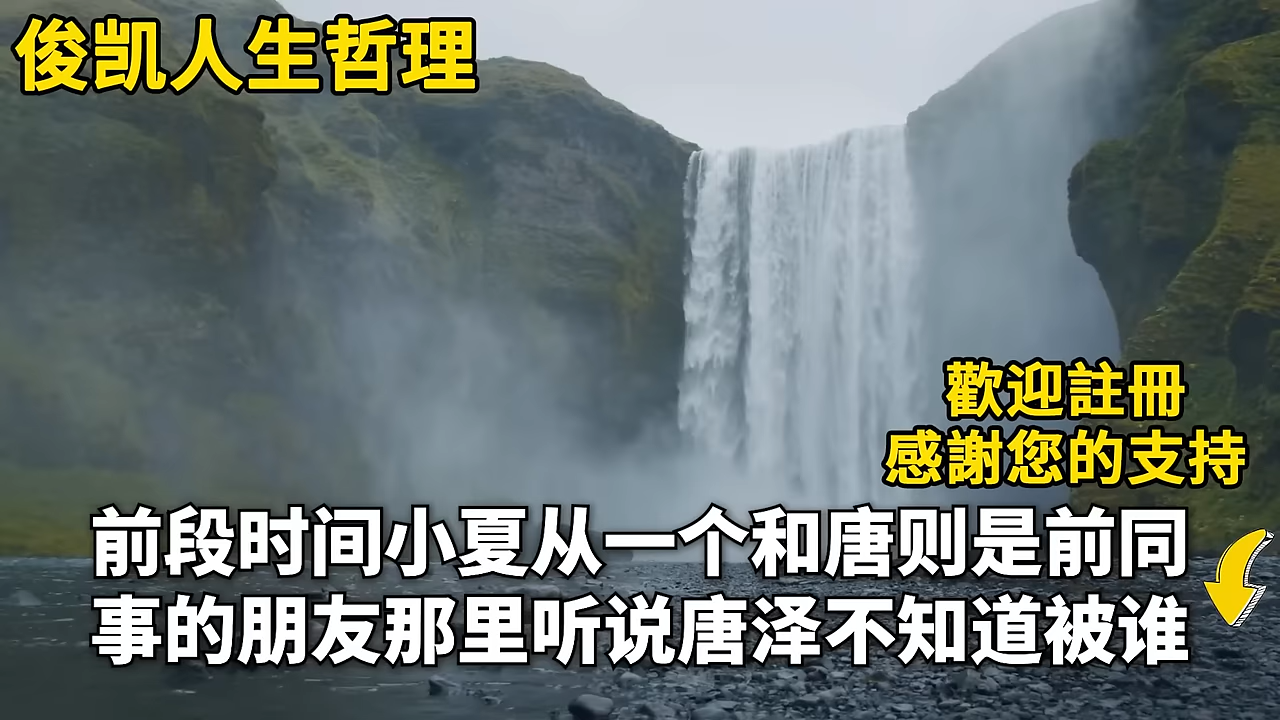 俊凯人生哲理
歡迎註冊
感謝您的支持
前段时间小夏从一个和唐则是前同
事的朋友那里听说唐泽不知道被谁